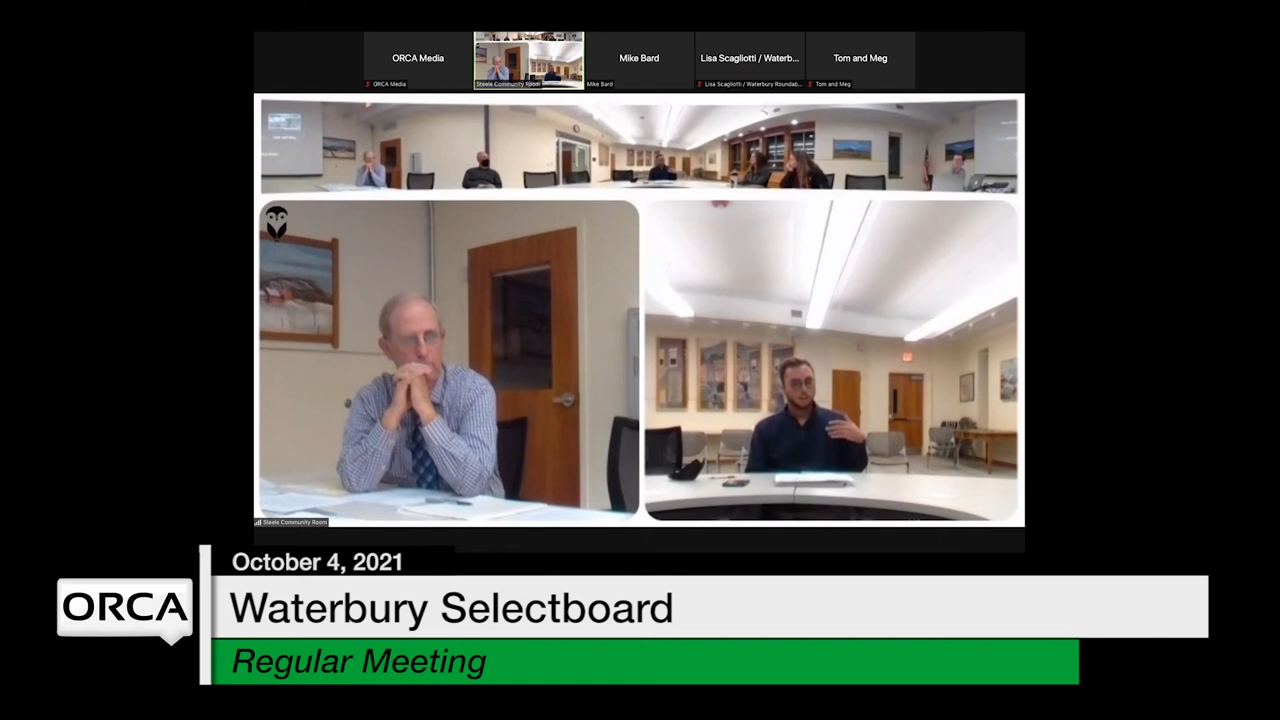 ORCA Media
Mike Bard
Lisa Scagliotti / Waterb...
Tom and Meg
ORCA Media
Steele Community Room
Mike Bard
Lisa Scagliotti / Waterbury Roundab...
Tom and Meg
Steele Community Room
October 4, 2021
ORCA
Waterbury Selectboard
Regular Meeting